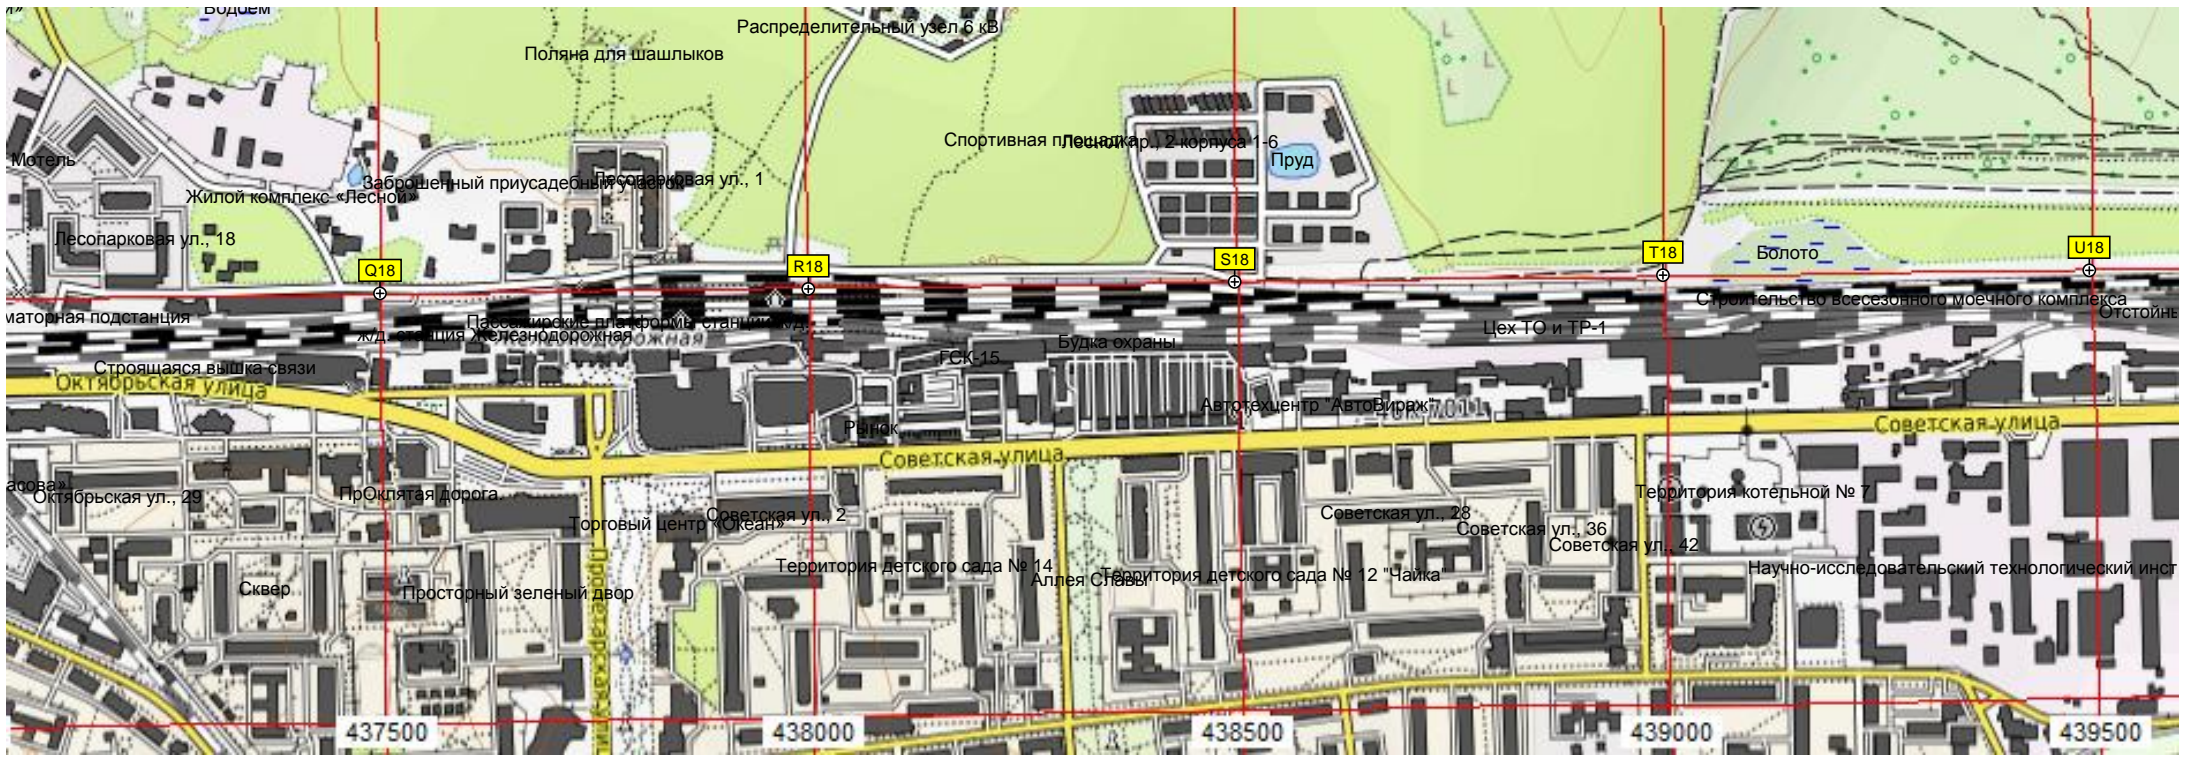 Водоем
Распределительный узел 6 кВ
Поляна для шашлыков
Спортивная площадка
Лесной пр., 2 корпуса 1-6
Мотель
Пруд
Заброшенный приусадебный участок
Лесопарковая ул., 1
Жилой комплекс «Лесной»
Лесопарковая ул., 18
Q18
R18
S18
T18
U18
Болото
Строительство всесезонного моечного комплекса
Отстойн
маторная подстанция
Пассажирские платформы станции
Цех ТО и ТР-1
ж/д. станция Железнодорожная
Будка охраны
ГСК-15
Строящаяся вышка связи
Октябрьская улица
Автотехцентр "АвтоВираж"
Рынок
Советская улица
Советская улица
асова»
Октябрьская ул., 29
ПрОклятая дорога.
Территория котельной № 7
Советская ул., 2
Торговый центр «Океан»
Советская ул., 28
Советская ул., 36
Советская ул., 42
Территория детского сада № 14
Аллея Славы
Территория детского сада № 12 "Чайка"
Научно-исследовательский технологический инст
Сквер
Просторный зеленый двор
437500
438000
438500
439000
439500